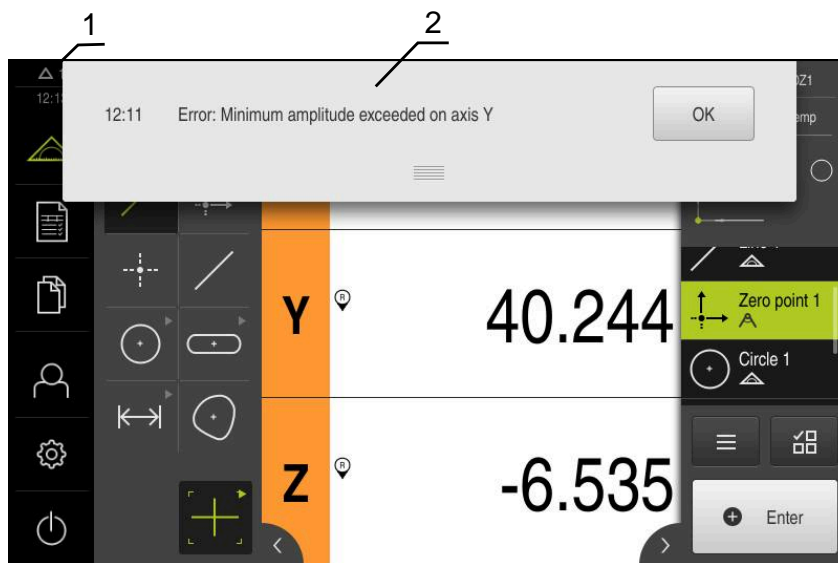 1
2
12:11 Error: Minimum amplitude exceeded on axis Y OK
Y R 40.244
Zero point 1
Circle 1
Z R -6.535
Enter